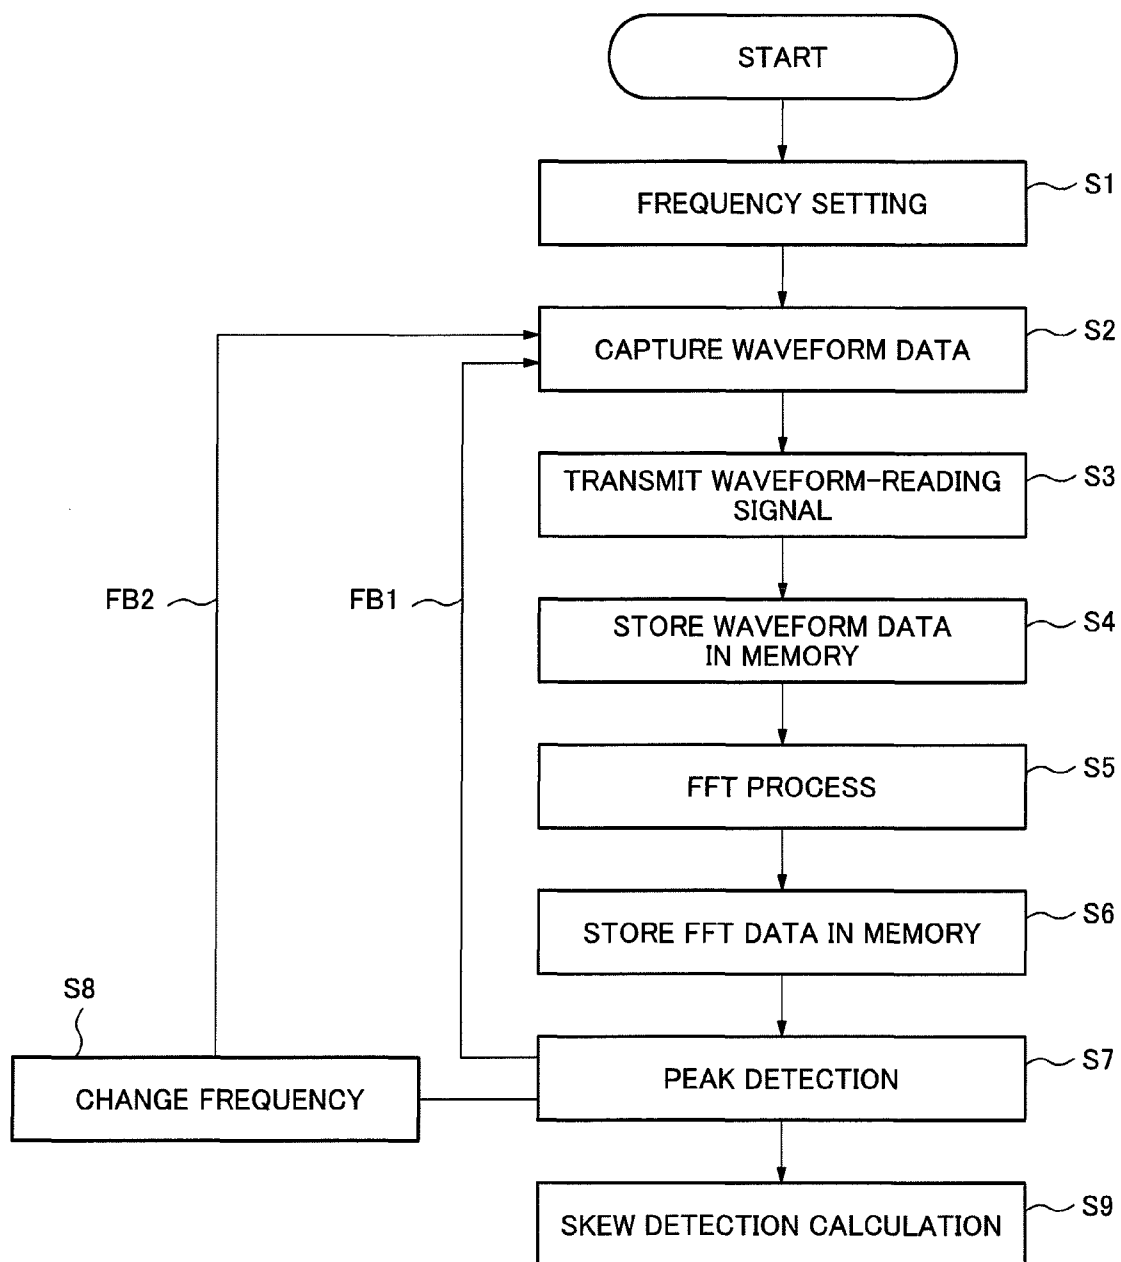 START
FREQUENCY SETTING
S1
CAPTURE WAVEFORM DATA
S2
TRANSMIT WAVEFORM-READING
SIGNAL
S3
FB2
FB1
STORE WAVEFORM DATA
IN MEMORY
S4
FFT PROCESS
S5
STORE FFT DATA IN MEMORY
S6
S8
CHANGE FREQUENCY
PEAK DETECTION
S7
SKEW DETECTION CALCULATION
S9